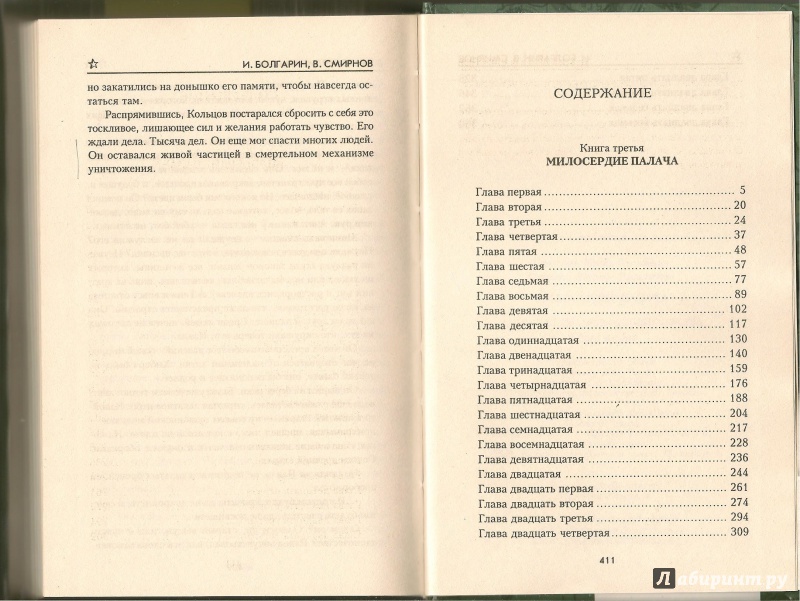 И. БОЛГАРИН, В. СМИРНОВ
но закатились на донышко его памяти, чтобы навсегда ос-
таться там.
Распрямившись, Кольцов постарался сбросить с себя это
тоскливое, лишающее сил и желания работать чувство. Его
ждали дела. Тысяча дел. Он еще мог спасти многих людей.
Он оставался живой частицей в смертельном механизме
уничтожения.
СОДЕРЖАНИЕ
Книга третья
МИЛОСЕРДИЕ ПАЛАЧА
Глава первая 5
Глава вторая 20
Глава третья 24
Глава четвертая 37
Глава пятая 48
Глава шестая 57
Глава седьмая 77
Глава восьмая 89
Глава девятая 102
Глава десятая 117
Глава одиннадцатая 130
Глава двенадцатая 140
Глава тринадцатая 159
Глава четырнадцатая 176
Глава пятнадцатая 188
Глава шестнадцатая 204
Глава семнадцатая 217
Глава восемнадцатая 228
Глава девятнадцатая 236
Глава двадцатая 244
Глава двадцать первая 261
Глава двадцать вторая 274
Глава двадцать третья 294
Глава двадцать четвертая 309
411
Лабиринт.ру